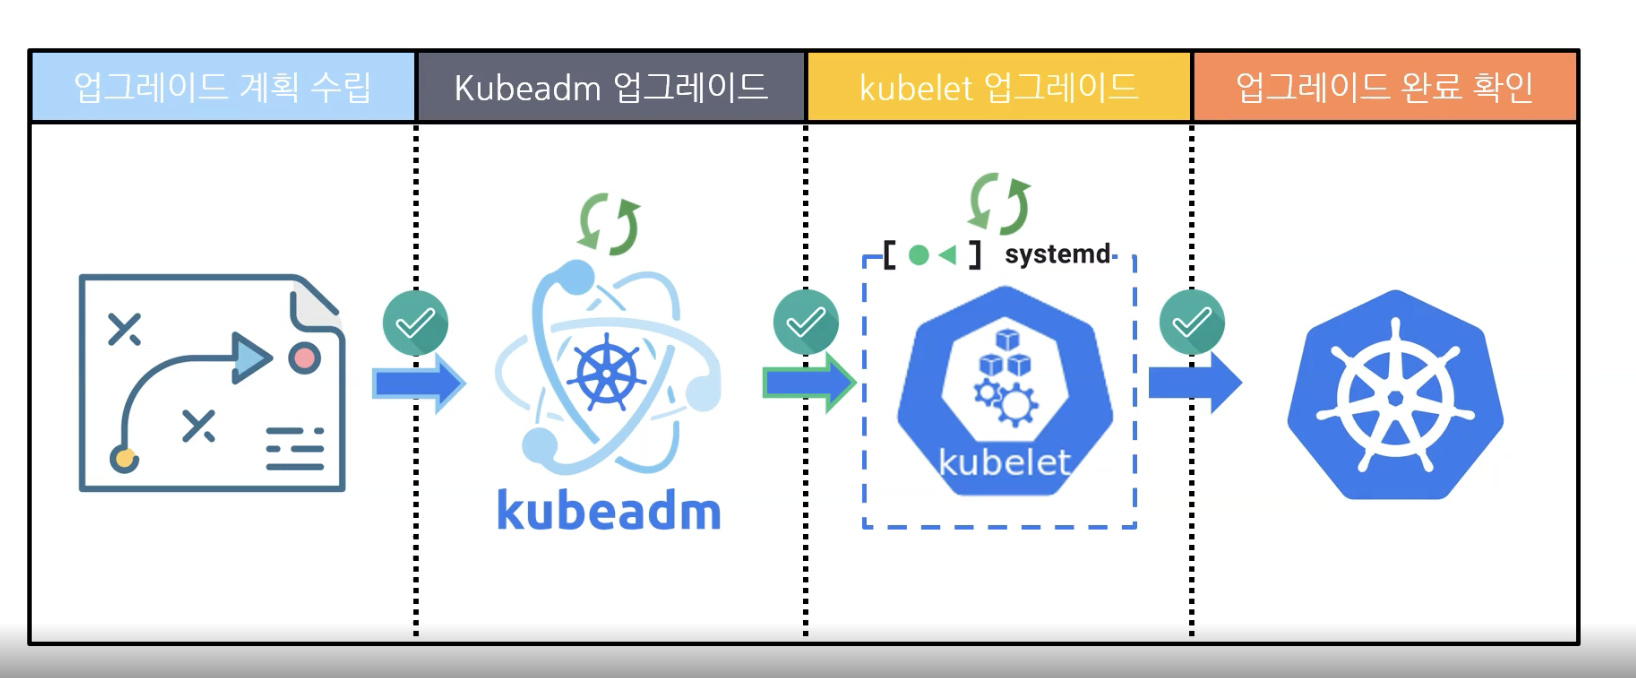 업그레이드 계획 수립
Kubeadm 업그레이드
kubelet 업그레이드
업그레이드 완료 확인
systemd
kubelet
kubeadm